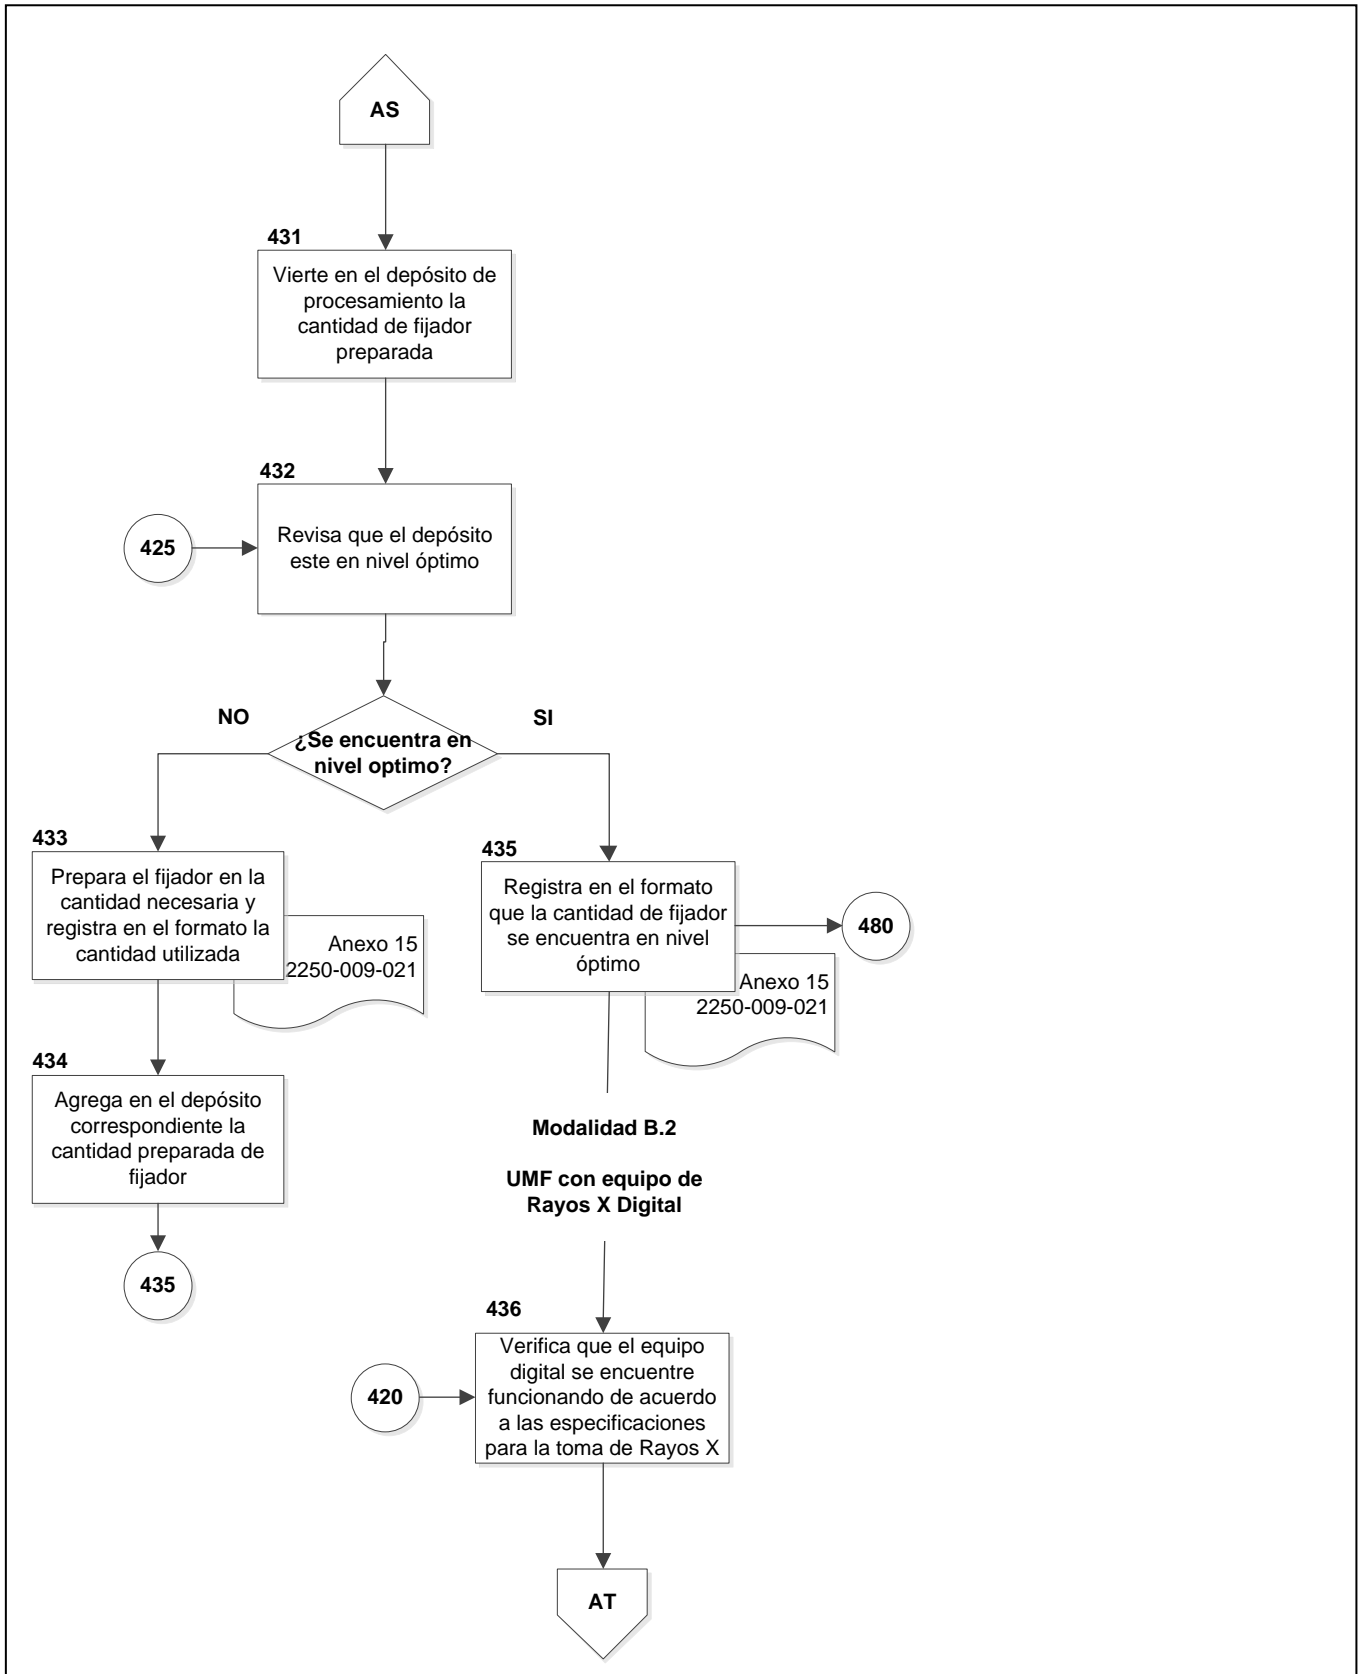 AS
431
Vierte en el depósito de
procesamiento la
cantidad de fijador
preparada
432
Revisa que el depósito
este en nivel óptimo
425
NO
SI
¿Se encuentra en
nivel optimo?
433
Prepara el fijador en la
cantidad necesaria y
registra en el formato la
cantidad utilizada
Anexo 15
2250-009-021
435
Registra en el formato
que la cantidad de fijador
se encuentra en nivel
óptimo
480
Anexo 15
2250-009-021
434
Agrega en el depósito
correspondiente la
cantidad preparada de
fijador
435
Modalidad B.2
UMF con equipo de
Rayos X Digital
436
Verifica que el equipo
digital se encuentre
funcionando de acuerdo
a las especificaciones
para la toma de Rayos X
420
AT